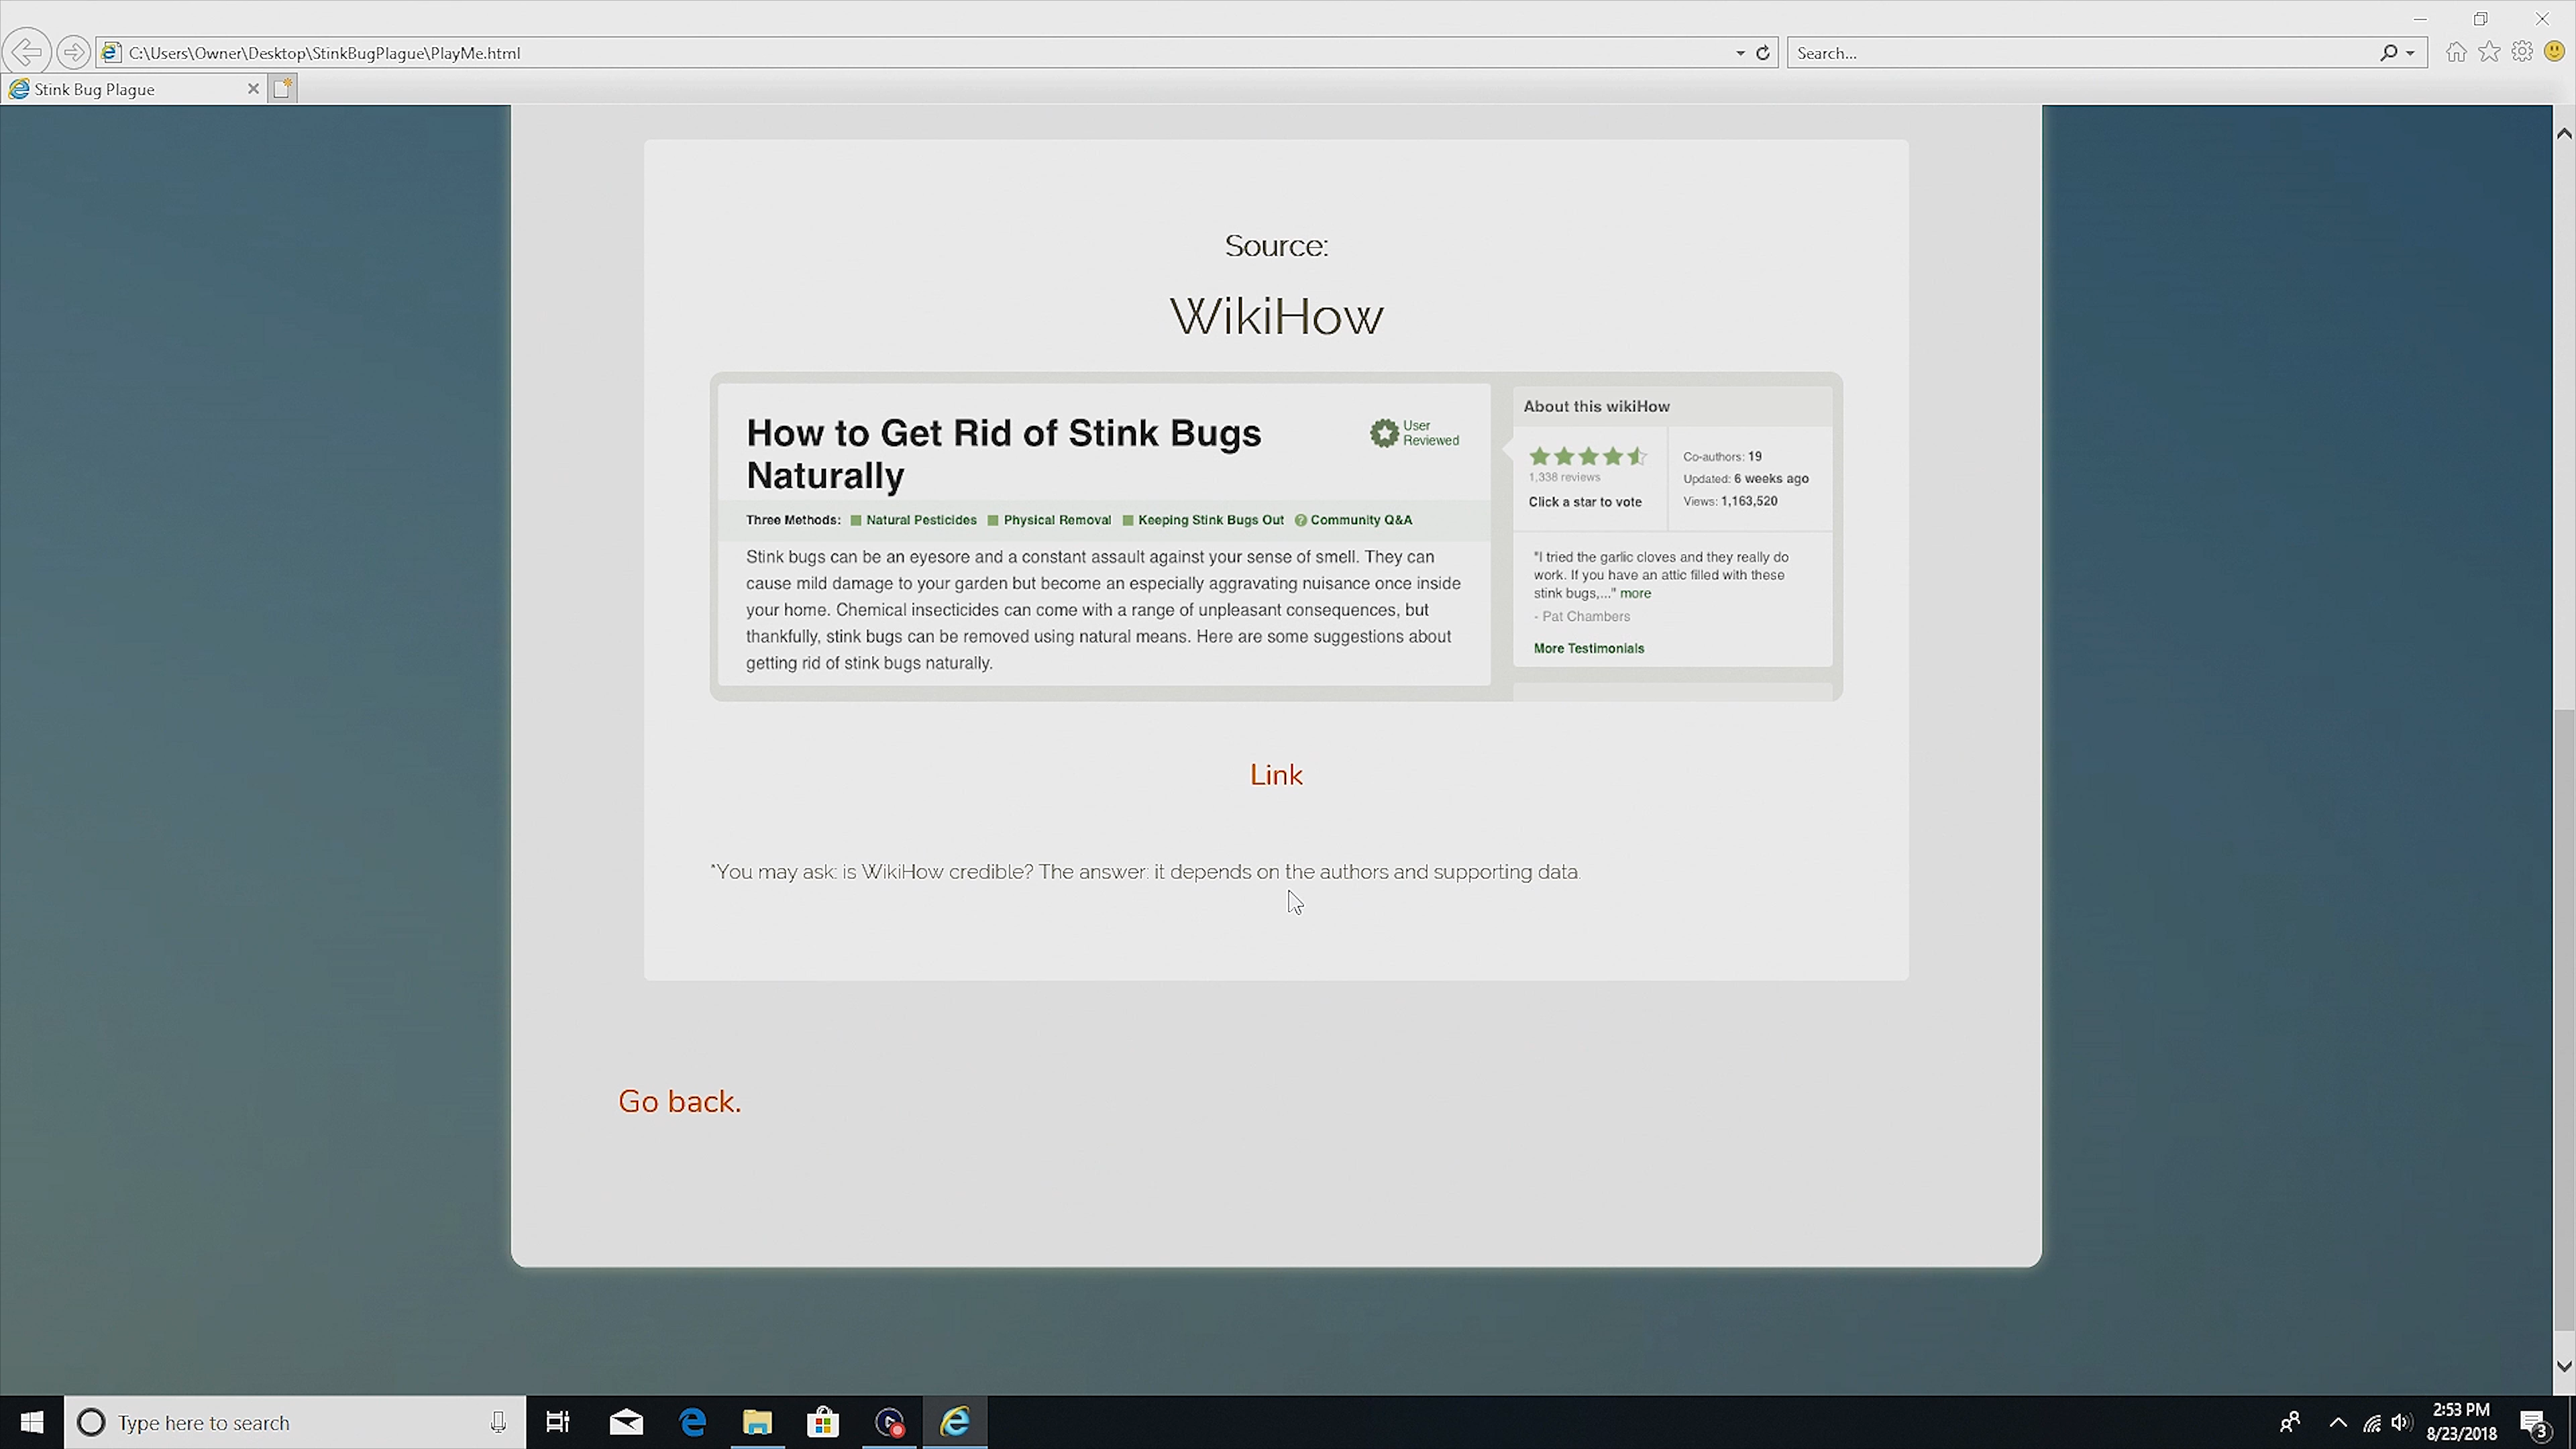 C:\Users\Owner\Desktop\StinkBugPlague\PlayMe.html
Search...
Stink Bug Plague
Source:
WikiHow
How to Get Rid of Stink Bugs
Naturally
User
Reviewed
Three Methods: Natural Pesticides Physical Removal Keeping Stink Bugs Out ? Community Q&A
Stink bugs can be an eyesore and a constant assault against your sense of smell. They can
cause mild damage to your garden but become an especially aggravating nuisance once inside
your home. Chemical insecticides can come with a range of unpleasant consequences, but
thankfully, stink bugs can be removed using natural means. Here are some suggestions about
getting rid of stink bugs naturally.
About this wikiHow
1,338 reviews
Click a star to vote
Co-authors: 19
Updated: 6 weeks ago
Views: 1,163,520
"I tried the garlic cloves and they really do
work. If you have an attic filled with these
stink bugs,..." more
- Pat Chambers
More Testimonials
Link
*You may ask: is WikiHow credible? The answer: it depends on the authors and supporting data.
Go back.
Type here to search
2:53 PM
8/23/2018
3